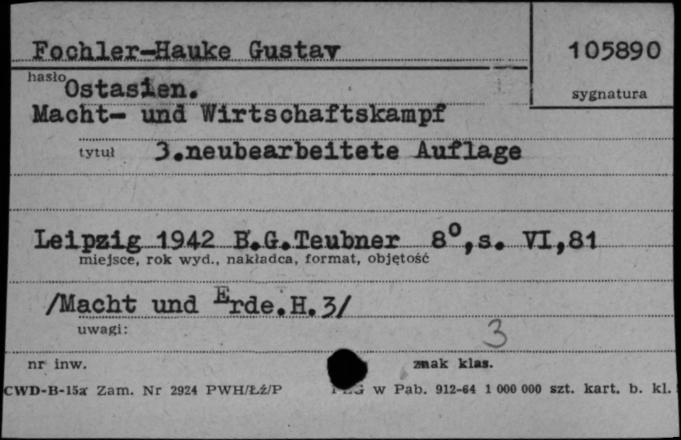 Fochler-Hauke Gustav
105890
hasło
sygnatura
Ostasien.
Macht- und Wirtschaftskampf
tytuł 3.neubearbeitete Auflage
Leipzig 1942 B.G.Teubner 8°,s. VI,81
miejsce, rok wyd., nakładca, format, objętość
/Macht und Erde.H.3/
uwagi:
3
nr inw. znak klas.
CWD-B-15a Zam. Nr 2924 PWH/Łź/P w Pab. 912-64 1 000 000 szt. kart. b. kl.